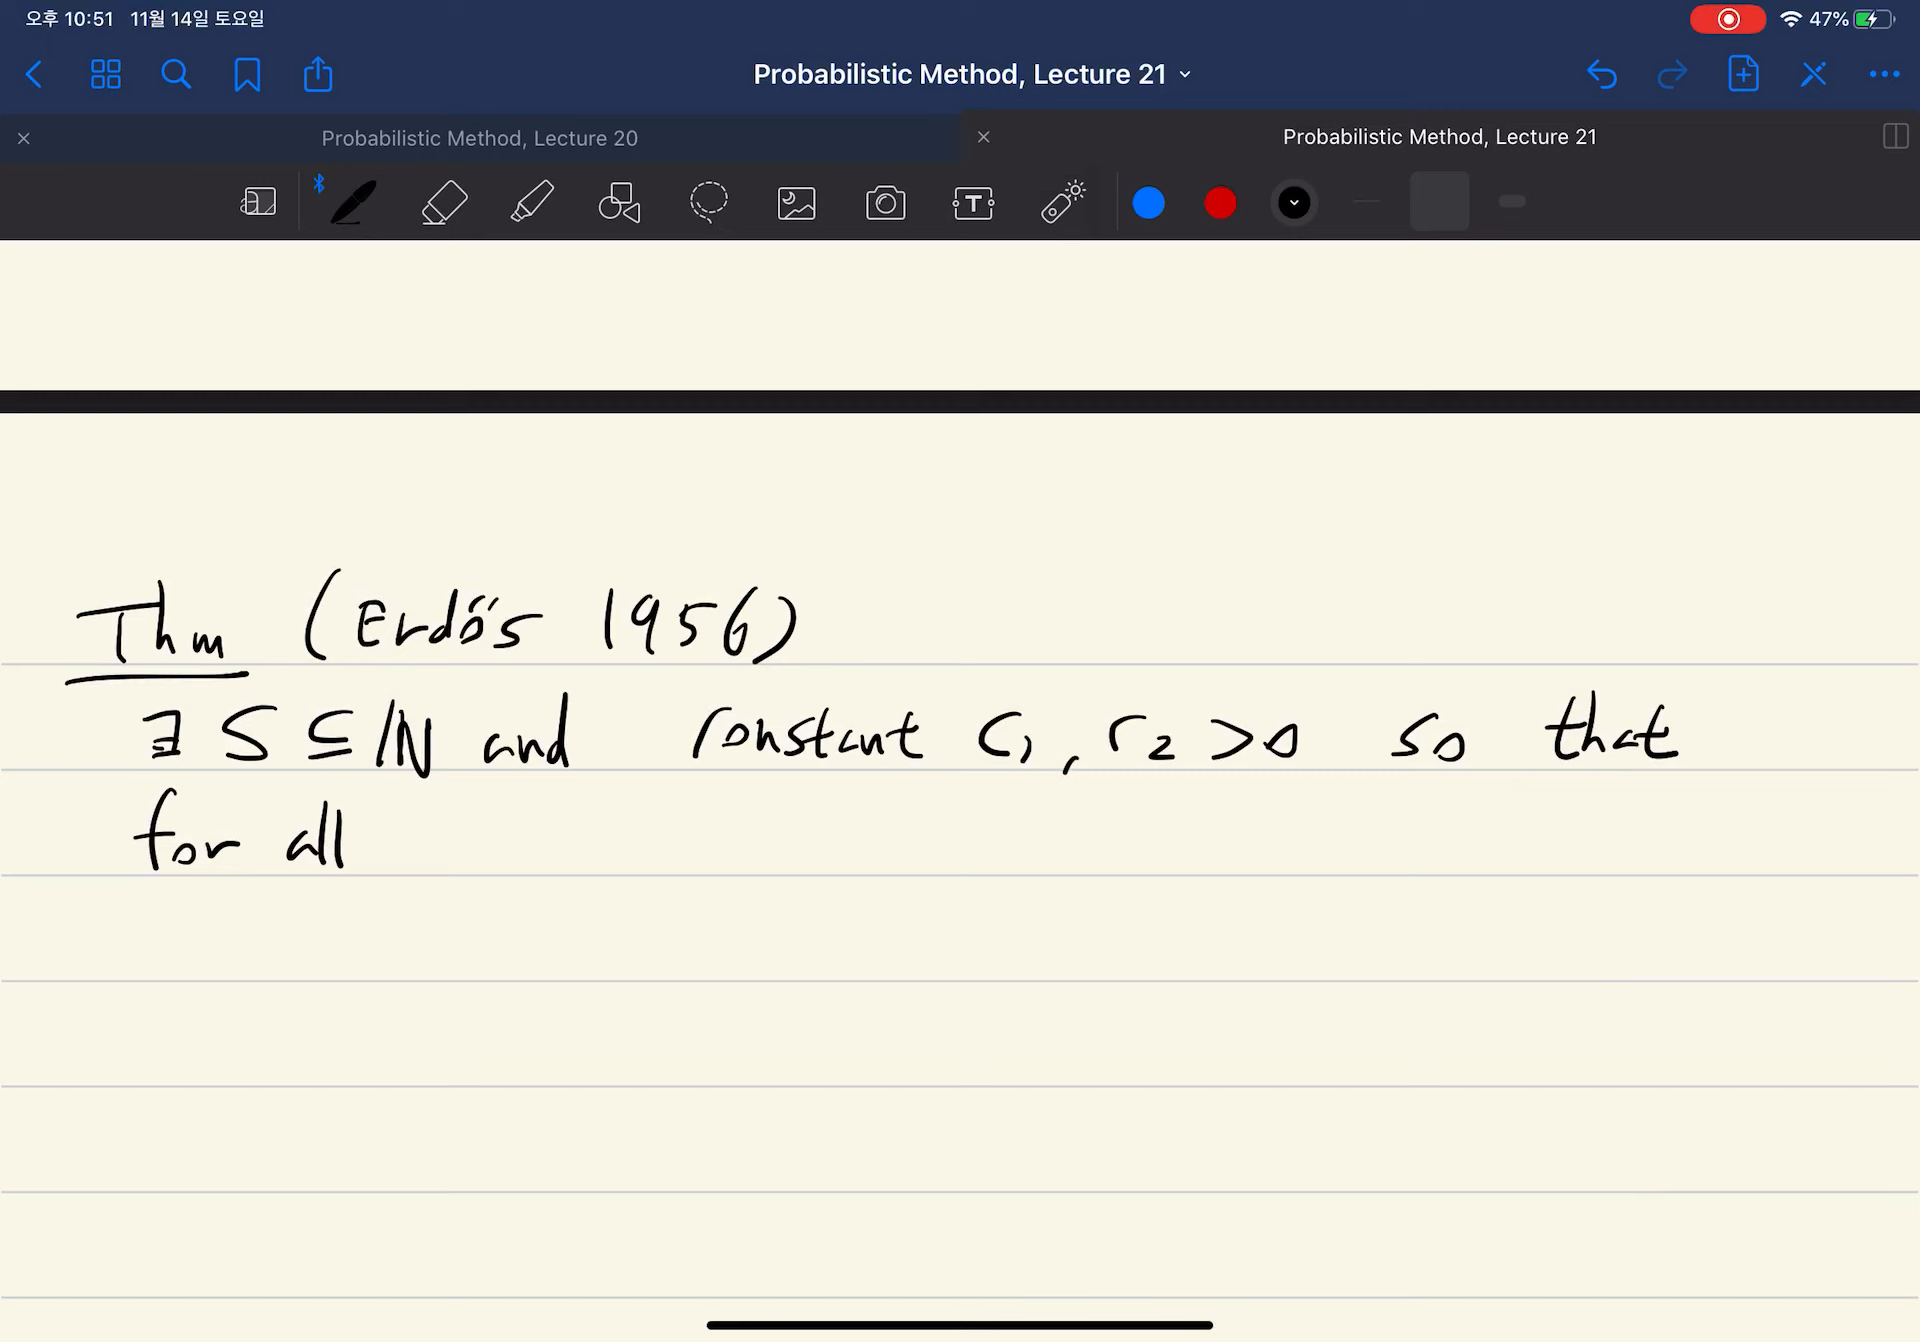 오후 10:51 11월 14일 토요일 47%
Probabilistic Method, Lecture 21
Probabilistic Method, Lecture 20 Probabilistic Method, Lecture 21
Thm (Erdős 1956)
∃ S ⊆ ℕ and constant c₁, c₂ >0 so that
for all